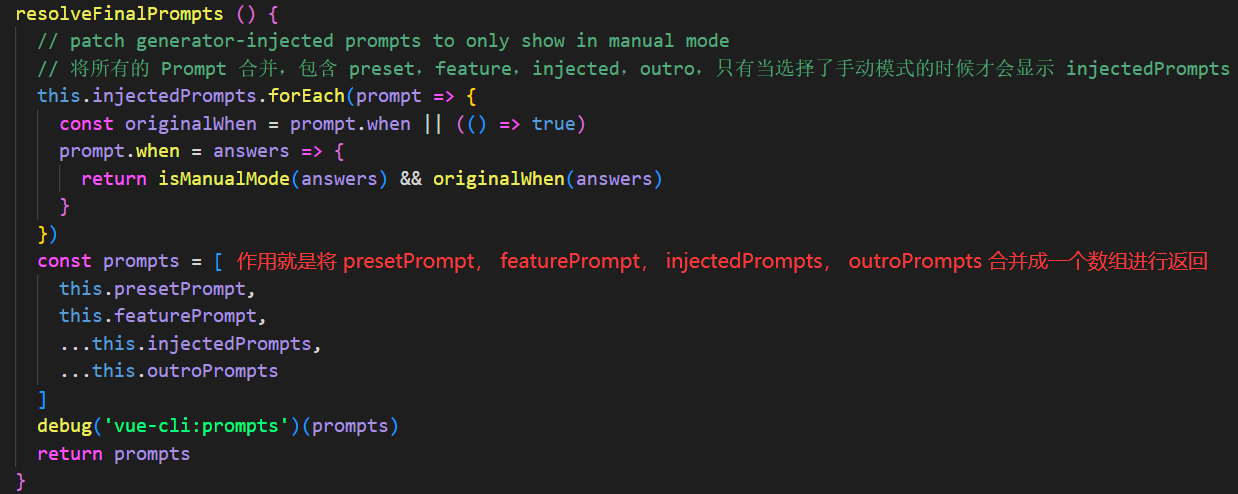 resolveFinalPrompts () {
// patch generator-injected prompts to only show in manual mode
// 将所有的 Prompt 合并，包含 preset，feature，injected，outro，只有当选择了手动模式的时候才会显示 injectedPrompts
this.injectedPrompts.forEach(prompt => {
const originalWhen = prompt.when || (() => true)
prompt.when = answers => {
return isManualMode(answers) && originalWhen(answers)
}
})
const prompts = [ 作用就是将 presetPrompt， featurePrompt， injectedPrompts， outroPrompts 合并成一个数组进行返回
this.presetPrompt,
this.featurePrompt,
...this.injectedPrompts,
...this.outroPrompts
]
debug('vue-cli:prompts')(prompts)
return prompts
}